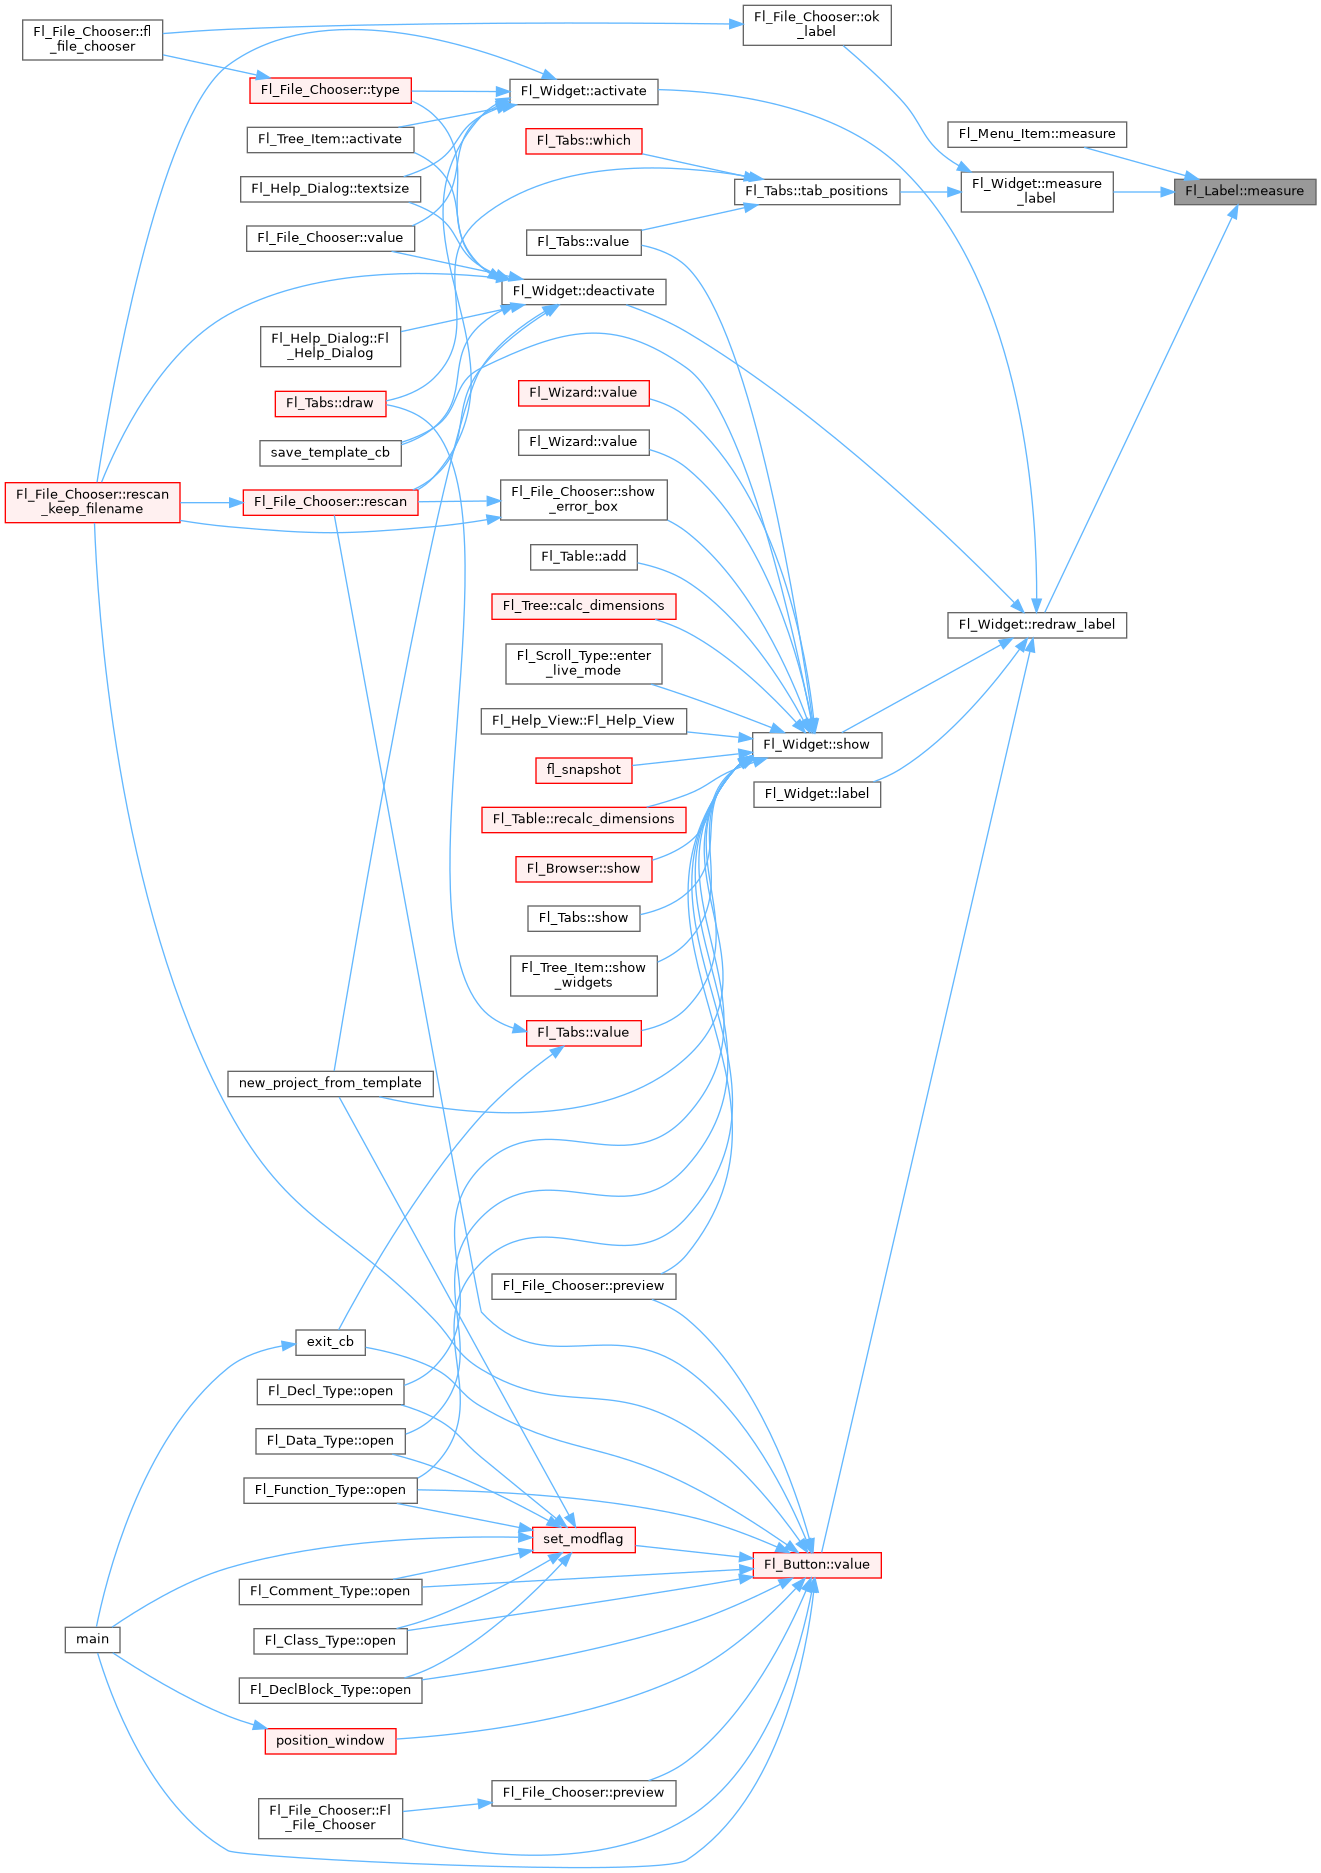 Fl_File_Chooser::ok
_label
Fl_File_Chooser::fl
_file_chooser
Fl_File_Chooser::type
Fl_Widget::activate
Fl_Tree_Item::activate
Fl_Tabs::which
Fl_Menu_Item::measure
Fl_Help_Dialog::textsize
Fl_Tabs::tab_positions
Fl_Widget::measure
_label
Fl_Label::measure
Fl_File_Chooser::value
Fl_Tabs::value
Fl_Widget::deactivate
Fl_Help_Dialog::Fl
_Help_Dialog
Fl_Tabs::draw
Fl_Wizard::value
save_template_cb
Fl_Wizard::value
Fl_File_Chooser::rescan
_keep_filename
Fl_File_Chooser::rescan
Fl_File_Chooser::show
_error_box
Fl_Table::add
Fl_Tree::calc_dimensions
Fl_Widget::redraw_label
Fl_Scroll_Type::enter
_live_mode
Fl_Help_View::Fl_Help_View
Fl_Widget::show
fl_snapshot
Fl_Widget::label
Fl_Table::recalc_dimensions
Fl_Browser::show
Fl_Tabs::show
Fl_Tree_Item::show
_widgets
Fl_Tabs::value
new_project_from_template
Fl_File_Chooser::preview
exit_cb
Fl_Decl_Type::open
Fl_Data_Type::open
Fl_Function_Type::open
set_modflag
Fl_Button::value
Fl_Comment_Type::open
main
Fl_Class_Type::open
Fl_DeclBlock_Type::open
position_window
Fl_File_Chooser::preview
Fl_File_Chooser::Fl
_File_Chooser